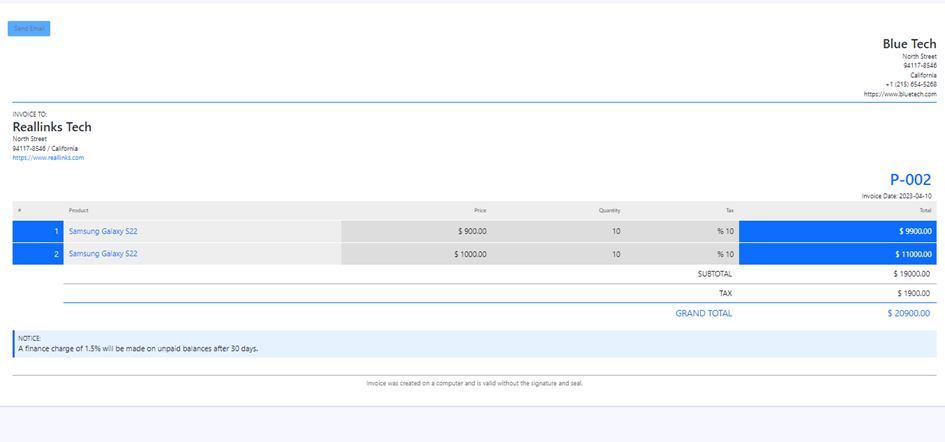 Send Email
Blue Tech
North Street
94117-8546
California
+1 (215) 654-5268
https://www.bluetech.com
INVOICE TO:
Reallinks Tech
North Street
94117-8546 / California
https://www.reallinks.com
P-002
Invoice Date: 2023-04-10
# Product Price Quantity Tax Total
1 Samsung Galaxy S22 $ 900.00 10 % 10 $ 9900.00
2 Samsung Galaxy S22 $ 1000.00 10 % 10 $ 11000.00
SUBTOTAL $ 19000.00
TAX $ 1900.00
GRAND TOTAL $ 20900.00
NOTICE:
A finance charge of 1.5% will be made on unpaid balances after 30 days.
Invoice was created on a computer and is valid without the signature and seal.